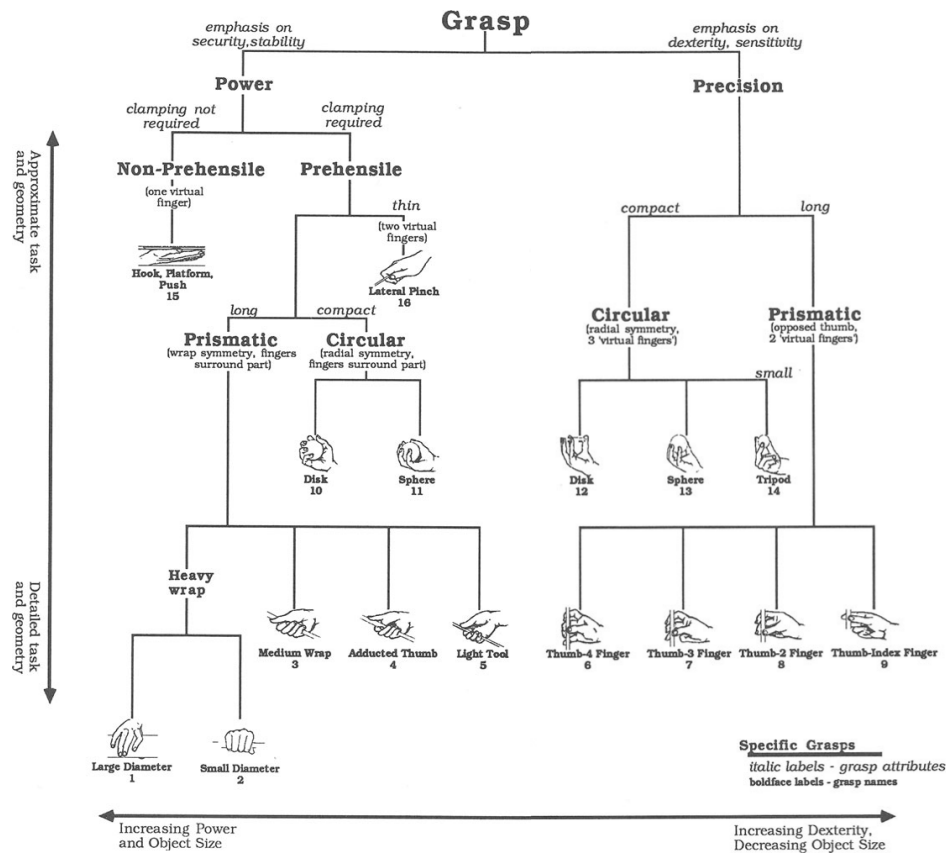 Grasp
emphasis on
security,stability
emphasis on
dexterity, sensitivity
Power
Precision
clamping not
required
clamping
required
Non-Prehensile
(one virtual
finger)
Prehensile
thin
(two virtual
fingers)
compact
long
Hook, Platform,
Push
15
Lateral Pinch
16
long
compact
Prismatic
(wrap symmetry, fingers
surround part)
Circular
(radial symmetry,
fingers surround part)
Circular
(radial symmetry,
3 'virtual fingers')
Prismatic
(opposed thumb,
2 'virtual fingers')
small
Disk
10
Sphere
11
Disk
12
Sphere
13
Tripod
14
Heavy
wrap
Medium Wrap
3
Adducted Thumb
4
Light Tool
5
Thumb-4 Finger
6
Thumb-3 Finger
7
Thumb-2 Finger
8
Thumb-Index Finger
9
Large Diameter
1
Small Diameter
2
Approximate task
and geometry
Detailed task
and geometry
Specific Grasps
italic labels - grasp attributes
boldface labels - grasp names
Increasing Power
and Object Size
Increasing Dexterity,
Decreasing Object Size